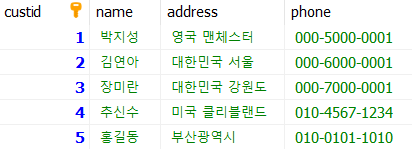 custid name address phone
1 박지성 영국 맨체스터 000-5000-0001
2 김연아 대한민국 서울 000-6000-0001
3 장미란 대한민국 강원도 000-7000-0001
4 추신수 미국 클리블랜드 010-4567-1234
5 홍길동 부산광역시 010-0101-1010